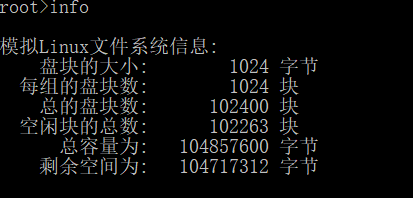 root>info
模拟Linux文件系统信息:
盘块的大小: 1024 字节
每组的盘块数: 1024 块
总的盘块数: 102400 块
空闲块的总数: 102263 块
总容量为: 104857600 字节
剩余空间为: 104717312 字节